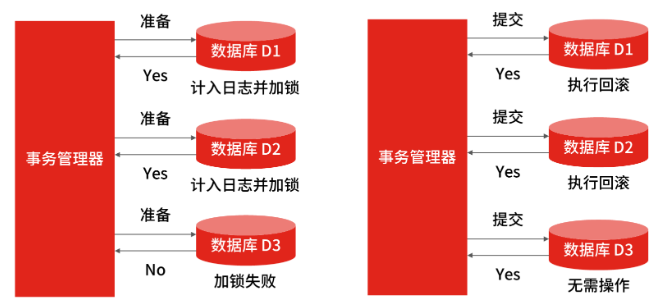 准备
数据库 D1
Yes
计入日志并加锁
准备
事务管理器
数据库 D2
Yes
计入日志并加锁
准备
数据库 D3
No
加锁失败
提交
数据库 D1
Yes
执行回滚
提交
事务管理器
数据库 D2
Yes
执行回滚
提交
数据库 D3
Yes
无需操作